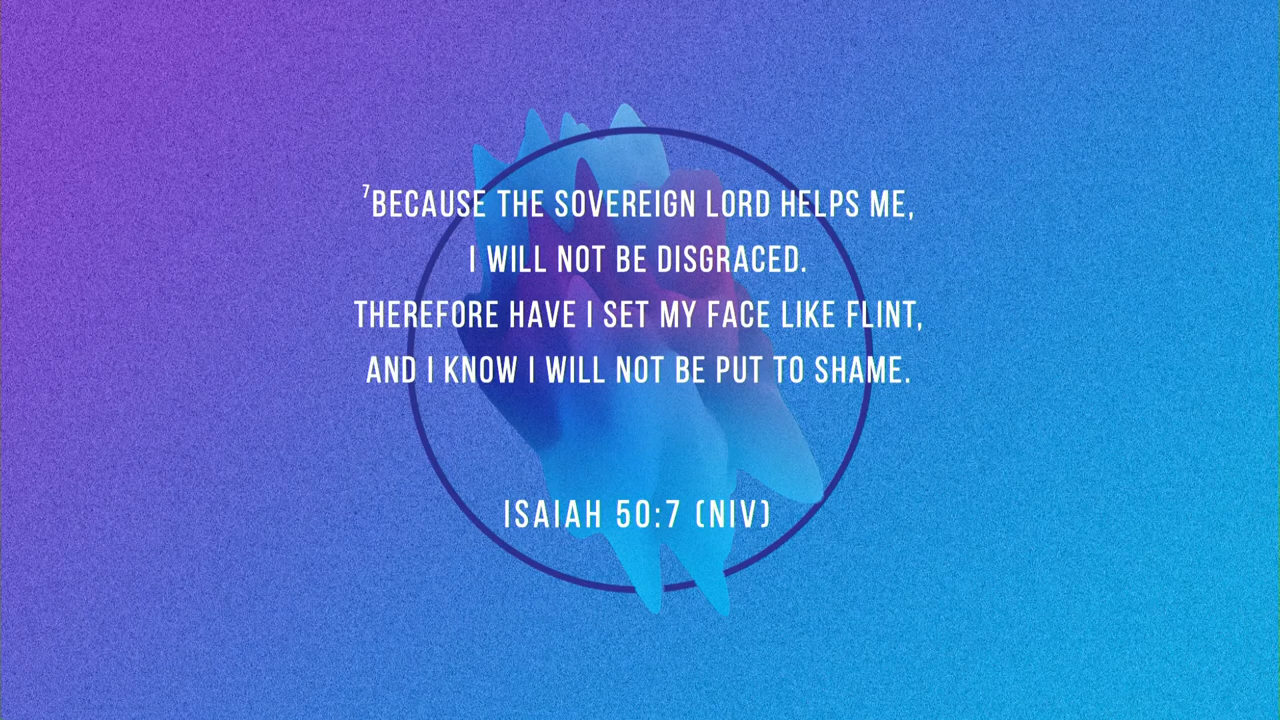 ⁷BECAUSE THE SOVEREIGN LORD HELPS ME,
I WILL NOT BE DISGRACED.
THEREFORE HAVE I SET MY FACE LIKE FLINT,
AND I KNOW I WILL NOT BE PUT TO SHAME.
ISAIAH 50:7 (NIV)